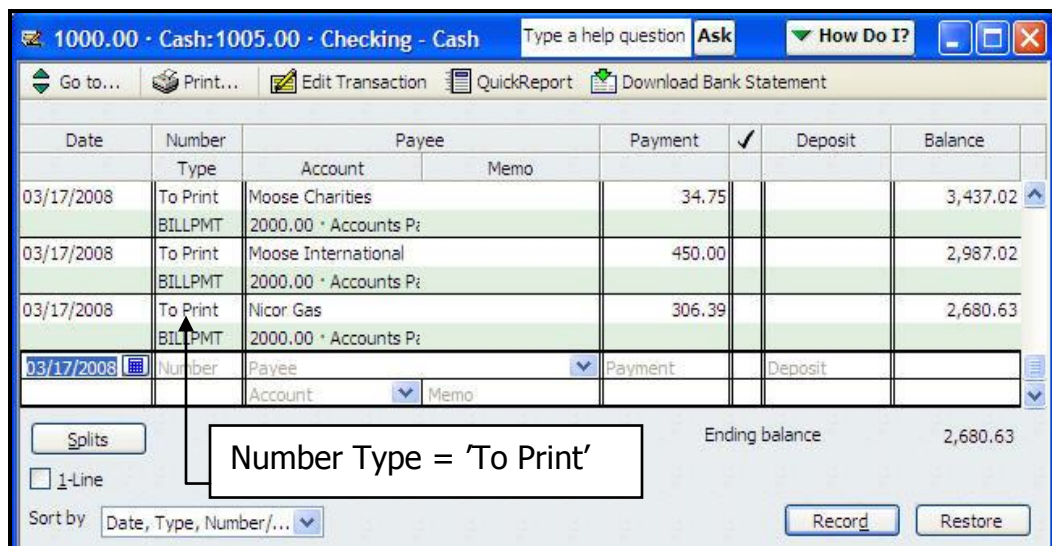 1000.00 · Cash:1005.00 · Checking - Cash Type a help question Ask How Do I?
Go to... Print... Edit Transaction QuickReport Download Bank Statement
Date Number Payee Payment ✓ Deposit Balance
Type Account Memo
03/17/2008 To Print Moose Charities 34.75 3,437.02
BILLPMT 2000.00 · Accounts Pa
03/17/2008 To Print Moose International 450.00 2,987.02
BILLPMT 2000.00 · Accounts Pa
03/17/2008 To Print Nicor Gas 306.39 2,680.63
BILLPMT 2000.00 · Accounts Pa
03/17/2008 Number Payee Payment Deposit
Account Memo
Splits Ending balance 2,680.63
Number Type = 'To Print'
1-Line
Sort by Date, Type, Number/... Record Restore